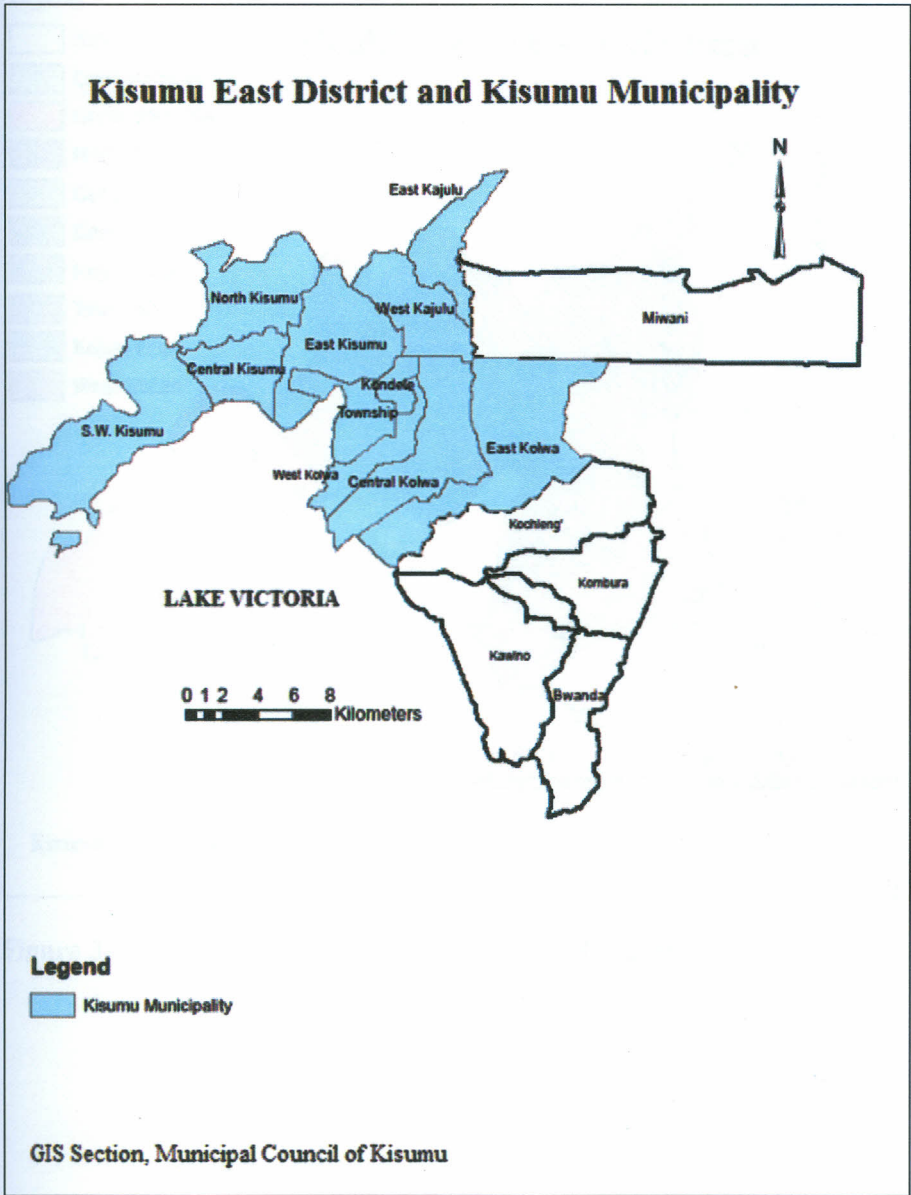 Kisumu East District and Kisumu Municipality
N
East Kajulu
North Kisumu
West Kajulu
Miwani
East Kisumu
Central Kisumu
Kondele
Township
S.W. Kisumu
East Kolwa
West Kolwa
Central Kolwa
Kochieng'
Kombura
LAKE VICTORIA
Kawino
Bwanda
0 1 2 4 6 8
Kilometers
Legend
Kisumu Municipality
GIS Section, Municipal Council of Kisumu